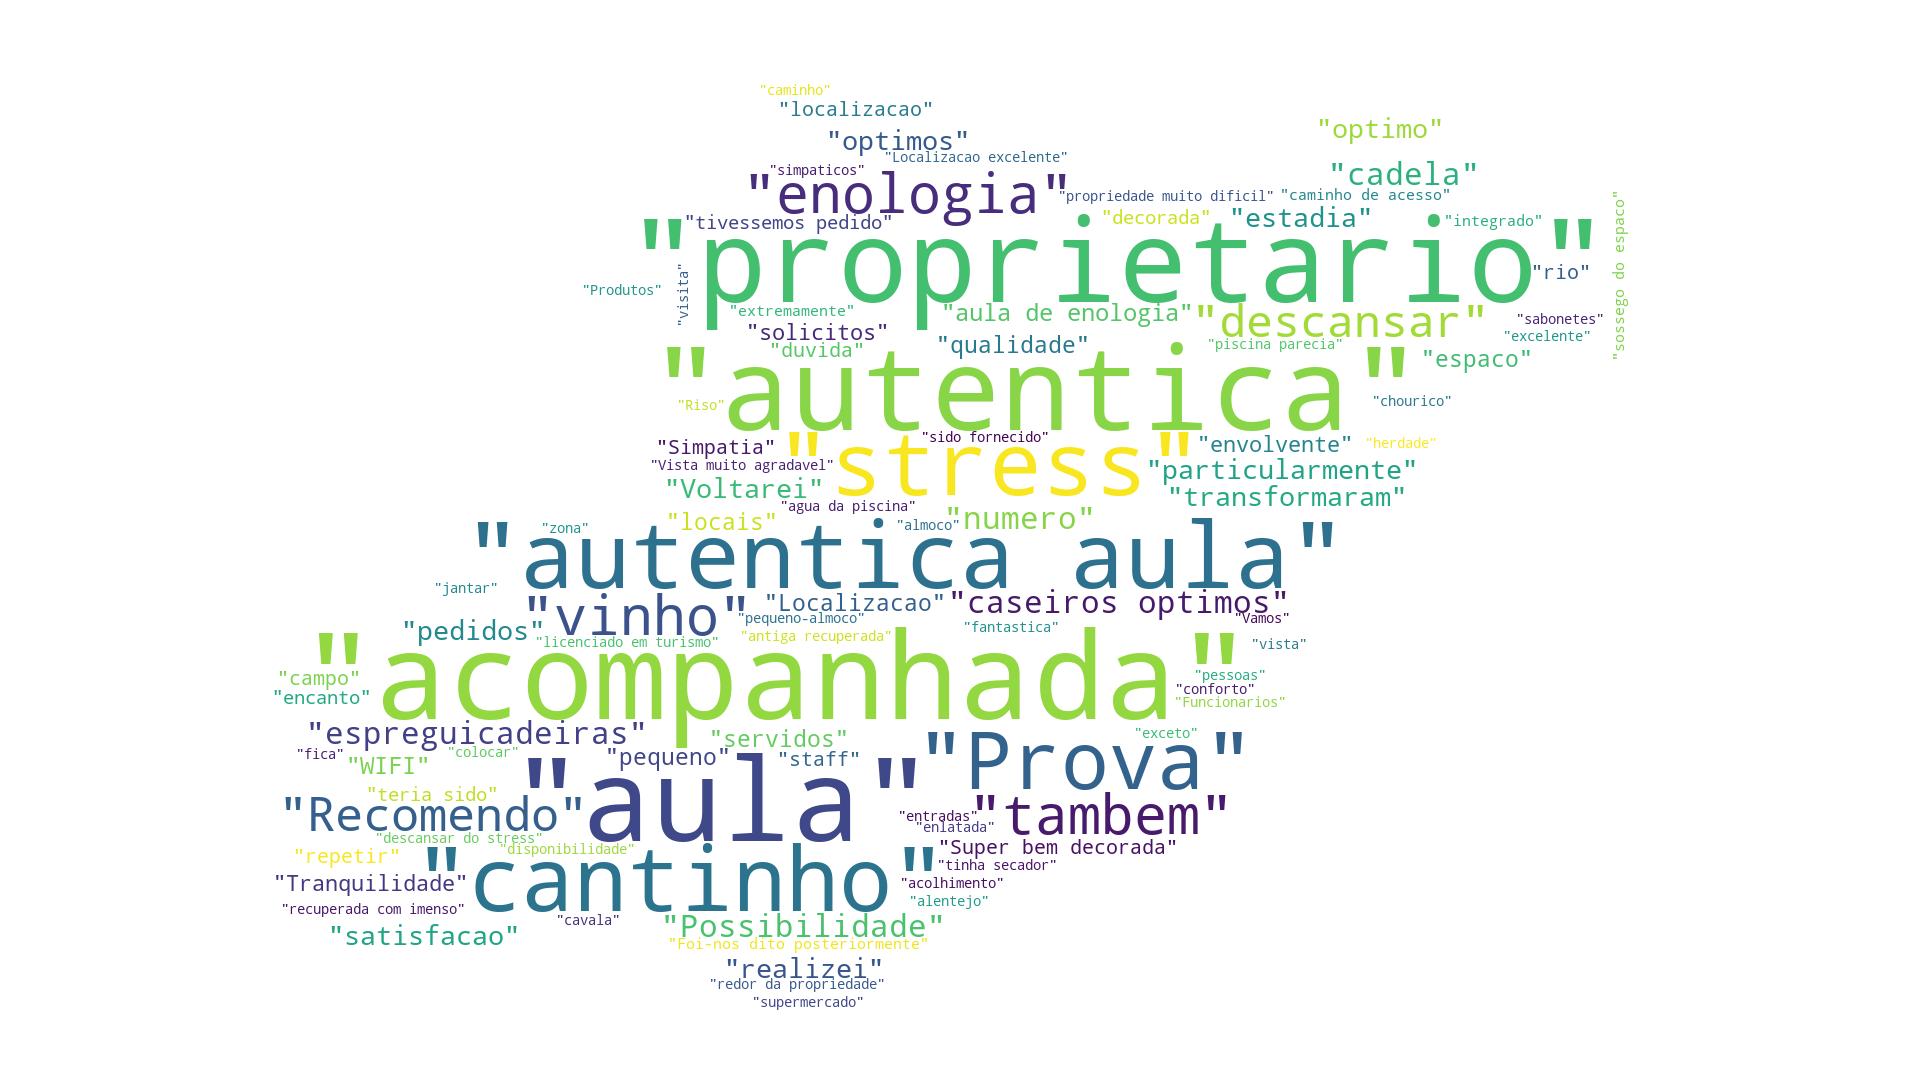 "caminho"
"localizacao"
"optimo"
"optimos"
"Localizacao excelente"
"simpaticos"
"cadela"
"enologia"
"propriedade muito dificil"
"caminho de acesso"
"tivessemos pedido"
"decorada"
"estadia"
"integrado"
"sossego do espaco"
"proprietario"
"rio"
"Produtos"
"visita"
"extremamente"
"aula de enologia"
"descansar"
"sabonetes"
"solicitos"
"excelente"
"duvida"
"qualidade"
"piscina parecia"
"espaco"
"autentica"
"Riso"
"chourico"
"sido fornecido"
"Simpatia"
"envolvente"
"herdade"
"Vista muito agradavel"
"stress"
"particularmente"
"Voltarei"
"transformaram"
"agua da piscina"
"locais"
"numero"
"zona"
"almoco"
"autentica aula"
"jantar"
"vinho"
"Localizacao"
"caseiros optimos"
"pequeno-almoco"
"Vamos"
"pedidos"
"fantastica"
"licenciado em turismo"
"antiga recuperada"
"vista"
"acompanhada"
"campo"
"pessoas"
"encanto"
"conforto"
"Funcionarios"
"espreguicadeiras"
"servidos"
"exceto"
"fica"
"colocar"
"pequeno"
"staff"
"Prova"
"WIFI"
"teria sido"
"aula"
"Recomendo"
"entradas"
"tambem"
"enlatada"
"descansar do stress"
"disponibilidade"
"Super bem decorada"
"repetir"
"tinha secador"
"cantinho"
"Tranquilidade"
"acolhimento"
"alentejo"
"recuperada com imenso"
"cavala"
"Possibilidade"
"satisfacao"
"Foi-nos dito posteriormente"
"realizei"
"redor da propriedade"
"supermercado"